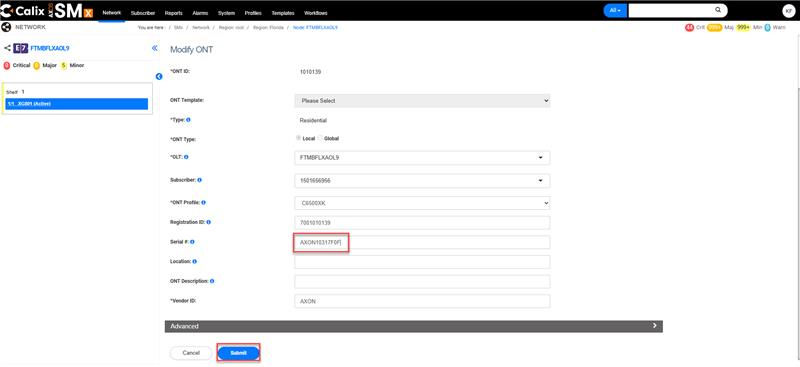 Calix AXOS SMx Network Subscriber Reports Alarms System Profiles Templates Workflows All KF
NETWORK You are here : / SMx / Network / Region: root / Region: Florida / Node: FTMBFLXAOL9 44 Crit 999+ Maj 999+ Min 0 Warn
E7 FTMBFLXAOL9
0 Critical 0 Major 5 Minor
Shelf 1
1/1 XG801 (Active)
Modify ONT
*ONT ID: 1010139
ONT Template: Please Select
*Type: Residential
*ONT Type: Local Global
*OLT: FTMBFLXAOL9
Subscriber: 1501656956
*ONT Profile: C6500XK
Registration ID: 7001010139
Serial #: AXON10317F0F
Location:
ONT Description:
*Vendor ID: AXON
Advanced
Cancel Submit